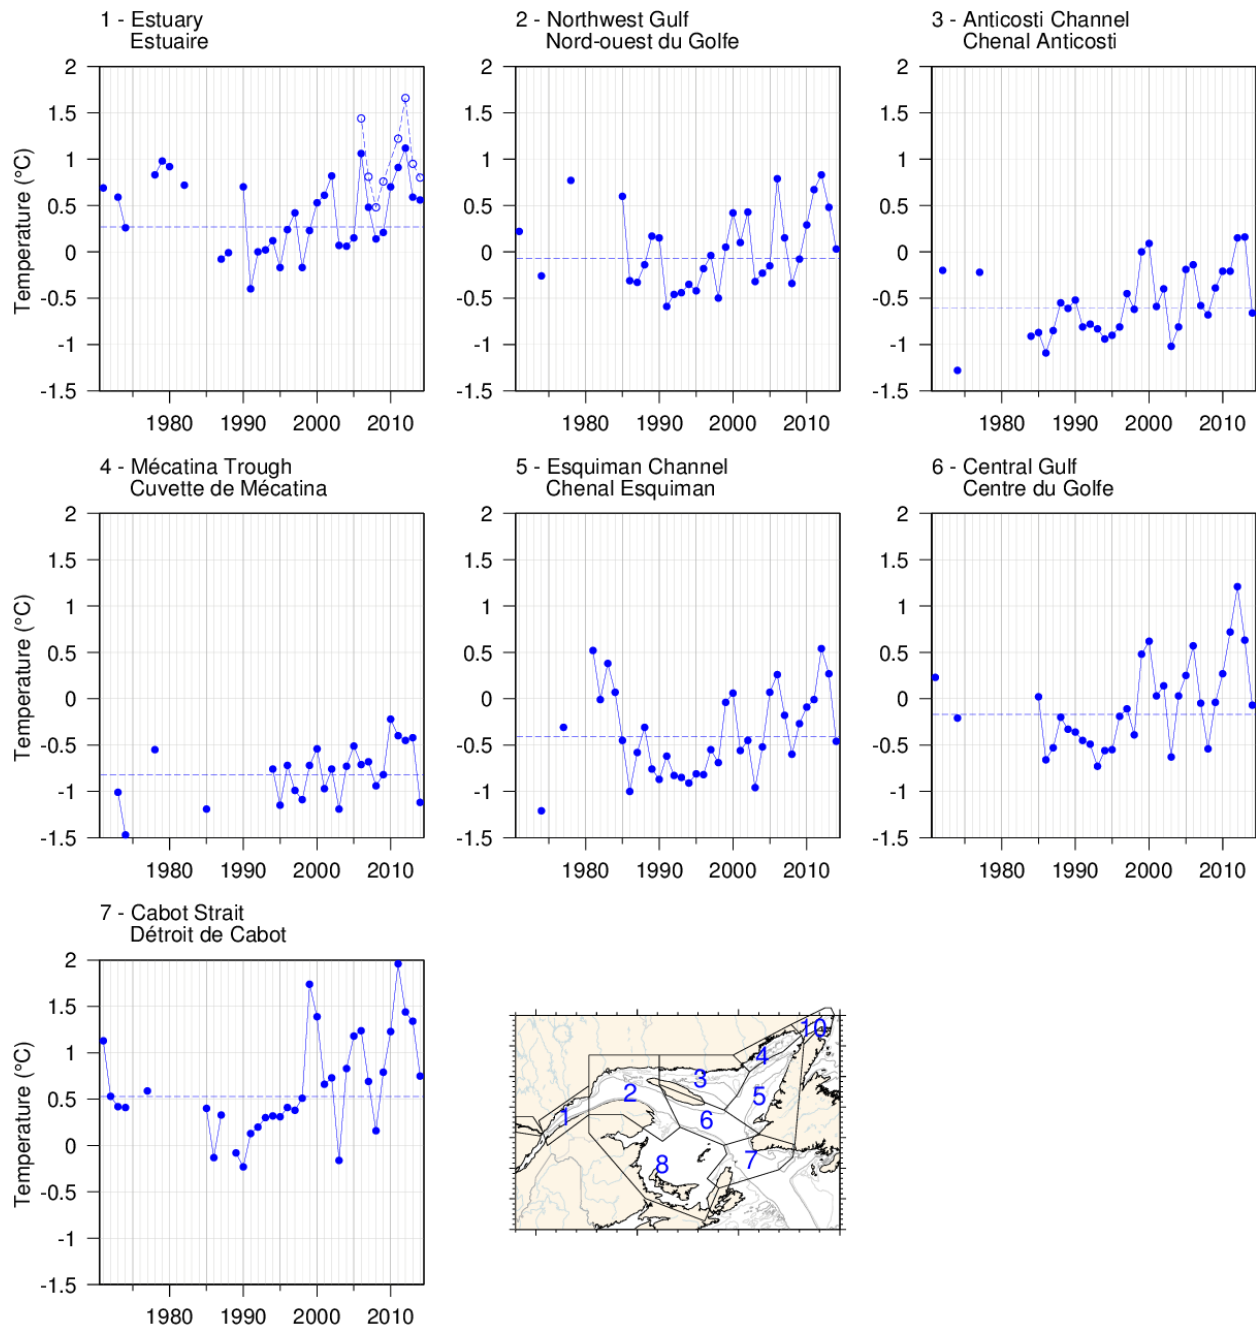 1 - Estuary
Estuaire
2 - Northwest Gulf
Nord-ouest du Golfe
3 - Anticosti Channel
Chenal Anticosti
Temperature (°C)
2
1.5
1
0.5
0
-0.5
-1
-1.5
1980 1990 2000 2010
2
1.5
1
0.5
0
-0.5
-1
-1.5
1980 1990 2000 2010
2
1.5
1
0.5
0
-0.5
-1
-1.5
1980 1990 2000 2010
4 - Mécatina Trough
Cuvette de Mécatina
5 - Esquiman Channel
Chenal Esquiman
6 - Central Gulf
Centre du Golfe
Temperature (°C)
2
1.5
1
0.5
0
-0.5
-1
-1.5
1980 1990 2000 2010
2
1.5
1
0.5
0
-0.5
-1
-1.5
1980 1990 2000 2010
2
1.5
1
0.5
0
-0.5
-1
-1.5
1980 1990 2000 2010
7 - Cabot Strait
Détroit de Cabot
Temperature (°C)
2
1.5
1
0.5
0
-0.5
-1
-1.5
1980 1990 2000 2010
10
4
3
5
2
1
6
7
8